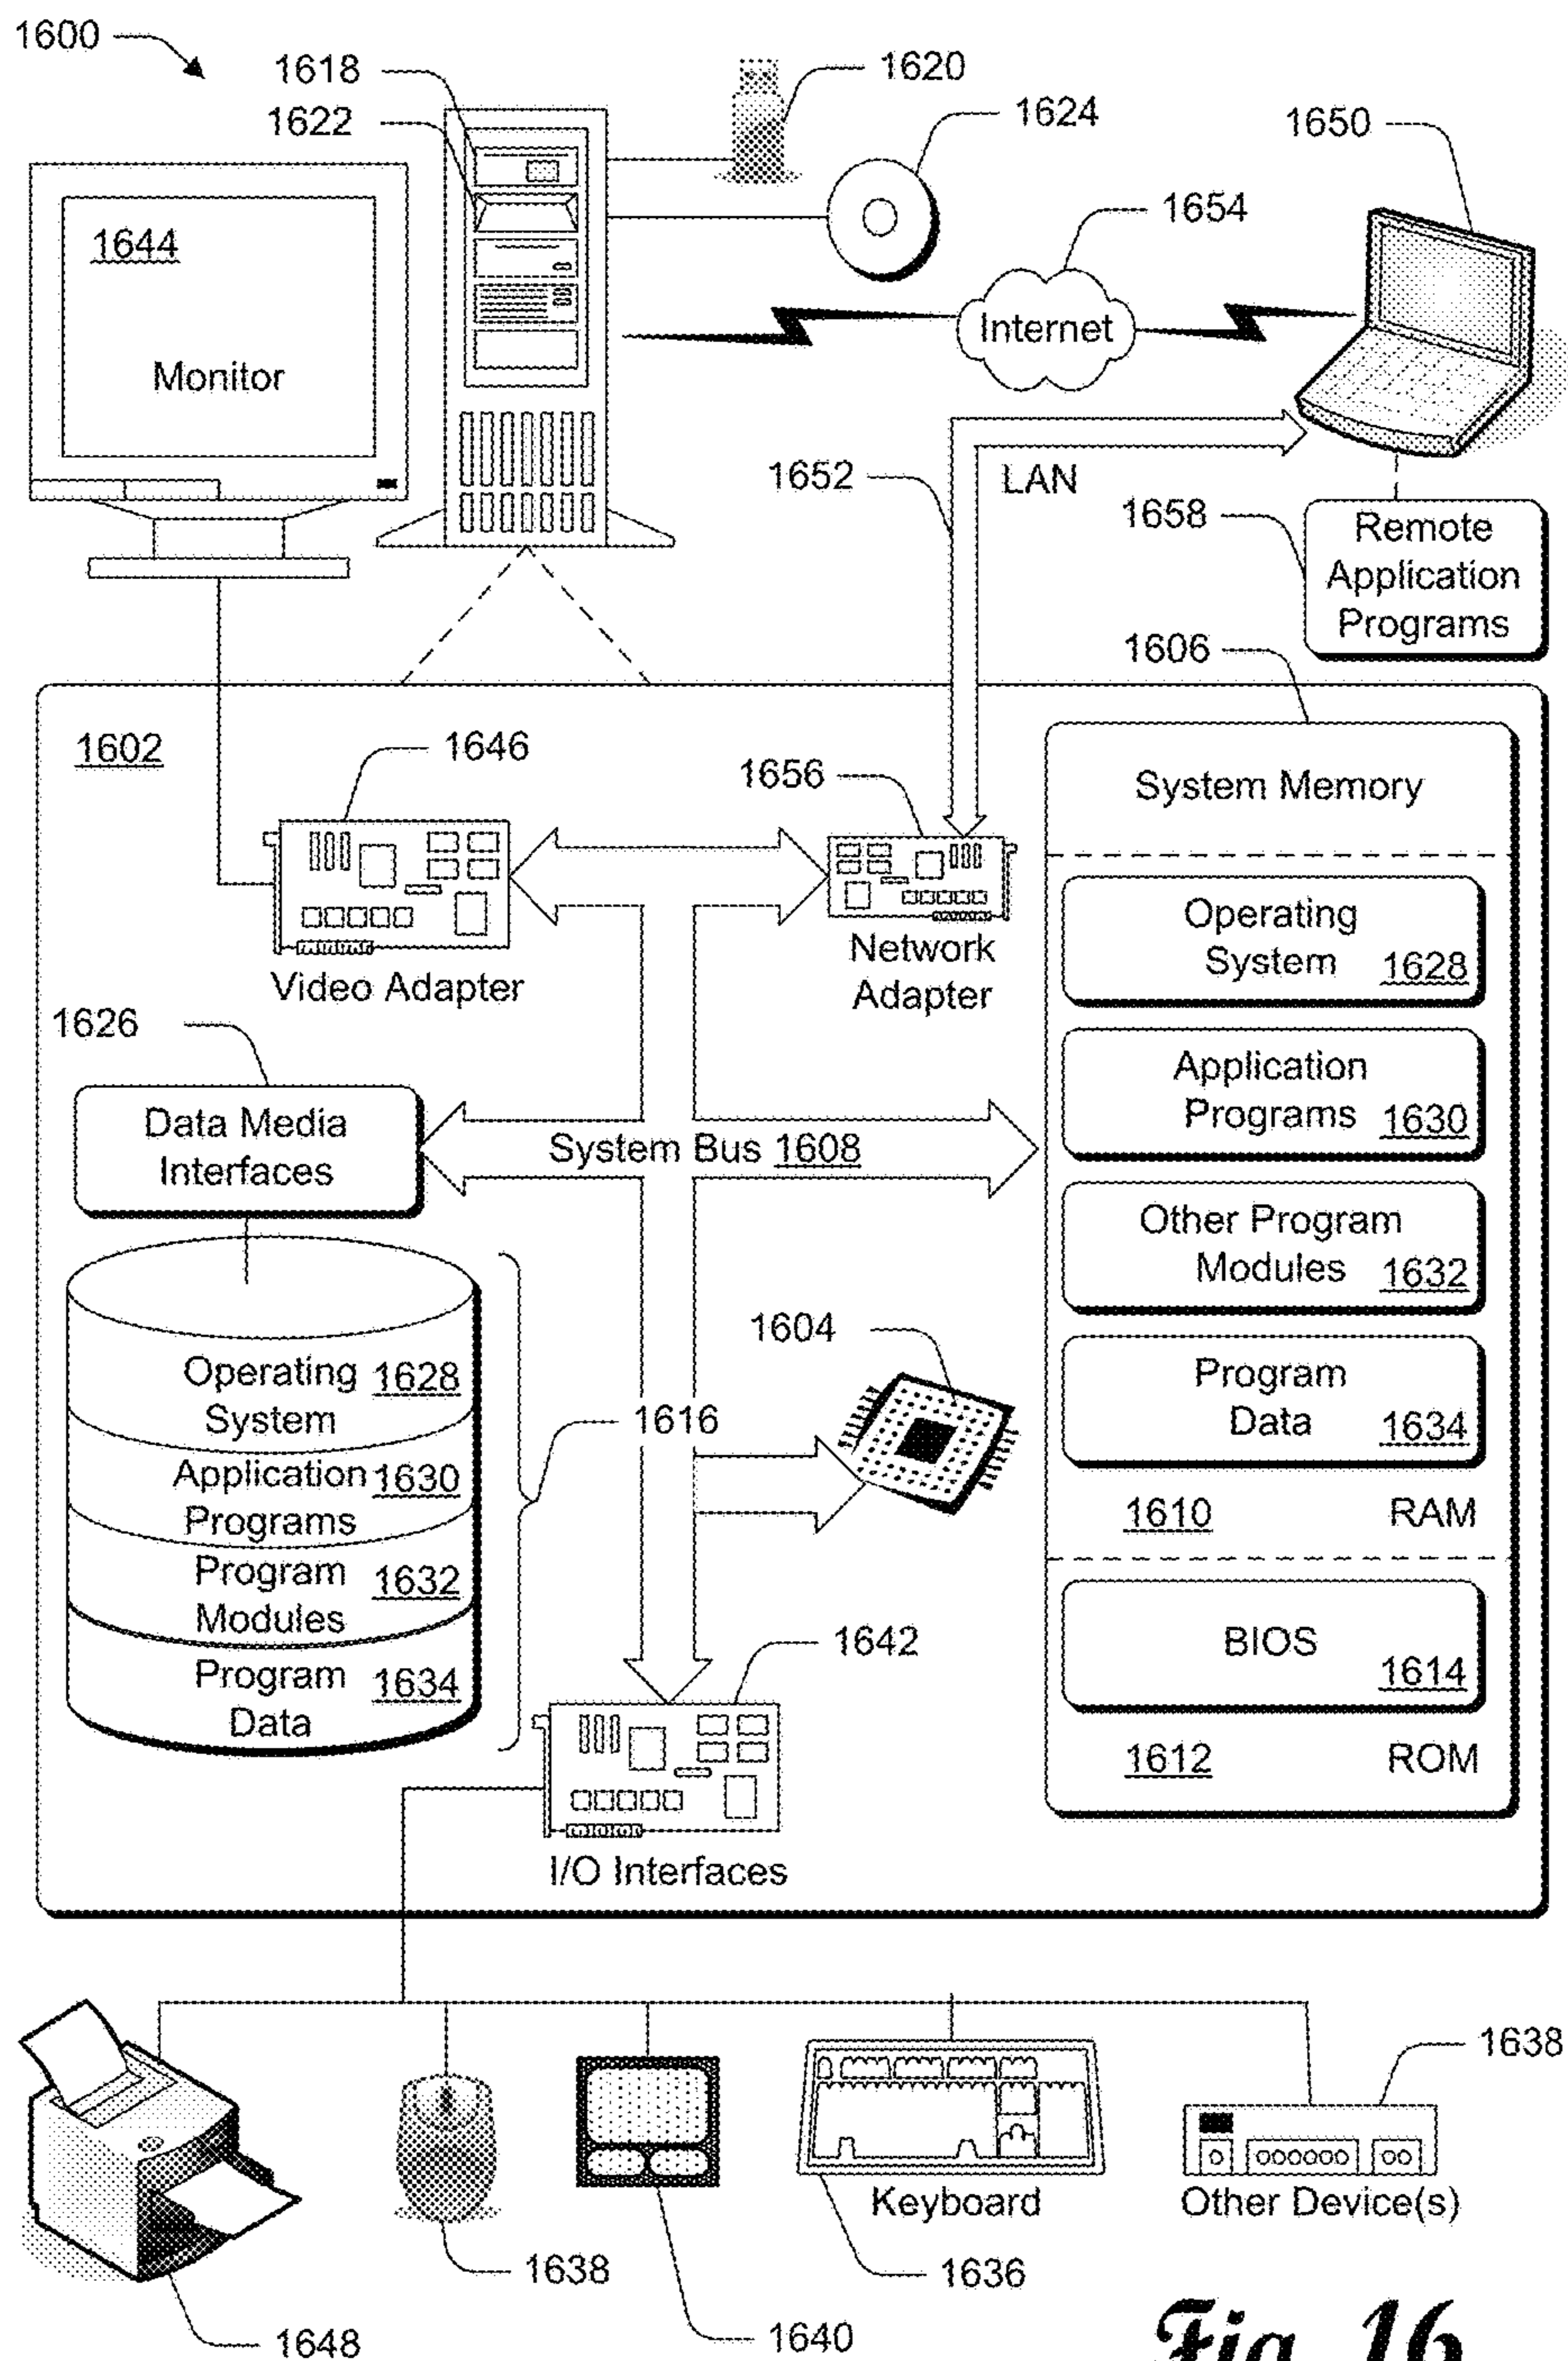 1600
1618
1622
1620
1624
1650
1654
1644
Monitor
Internet
1652
LAN
1658
Remote
Application
Programs
1606
1602
1646
1656
System Memory
Video Adapter
Network
Adapter
Operating
System 1628
1626
Data Media
Interfaces
Application
Programs 1630
System Bus 1608
Other Program
Modules 1632
1604
Operating 1628
System
Application 1630
Programs
Program 1632
Modules
Program 1634
Data
1616
Program
Data 1634
1610 RAM
BIOS
1614
1612 ROM
1642
I/O Interfaces
1638
Keyboard
Other Device(s)
1638
1636
1648
1640
Fig. 16